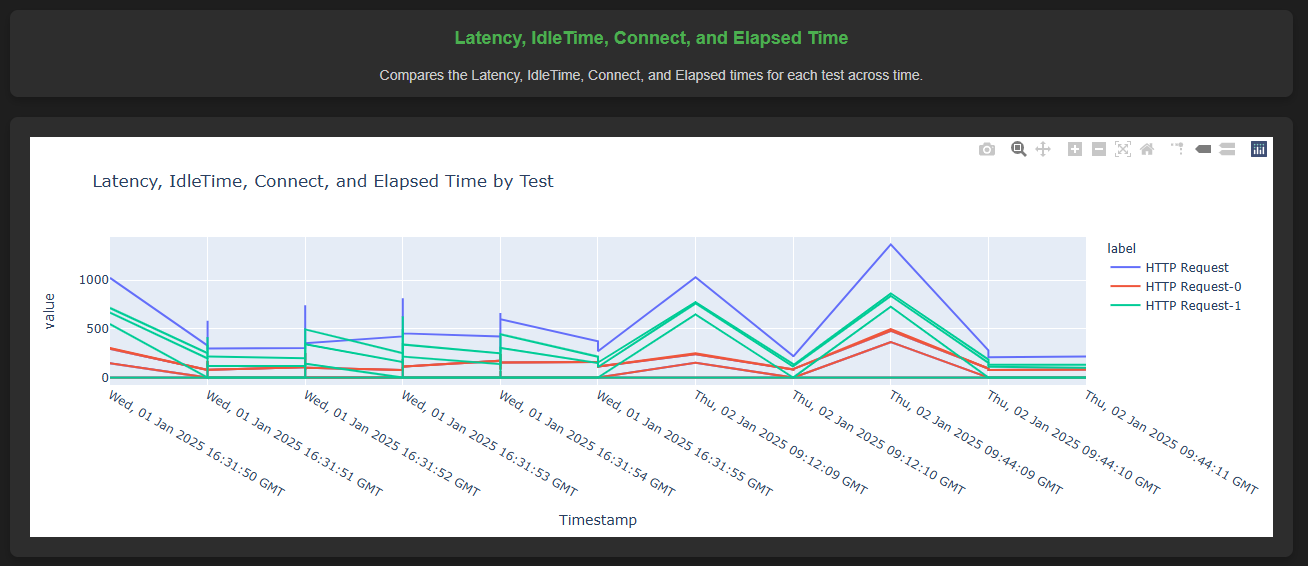 Latency, IdleTime, Connect, and Elapsed Time
Compares the Latency, IdleTime, Connect, and Elapsed times for each test across time.
Latency, IdleTime, Connect, and Elapsed Time by Test
label
HTTP Request
HTTP Request-0
HTTP Request-1
value
1000
500
0
Wed, 01 Jan 2025 16:31:50 GMT
Wed, 01 Jan 2025 16:31:51 GMT
Wed, 01 Jan 2025 16:31:52 GMT
Wed, 01 Jan 2025 16:31:53 GMT
Wed, 01 Jan 2025 16:31:54 GMT
Wed, 01 Jan 2025 16:31:55 GMT
Thu, 02 Jan 2025 09:12:09 GMT
Thu, 02 Jan 2025 09:12:10 GMT
Thu, 02 Jan 2025 09:44:09 GMT
Thu, 02 Jan 2025 09:44:10 GMT
Thu, 02 Jan 2025 09:44:11 GMT
Timestamp